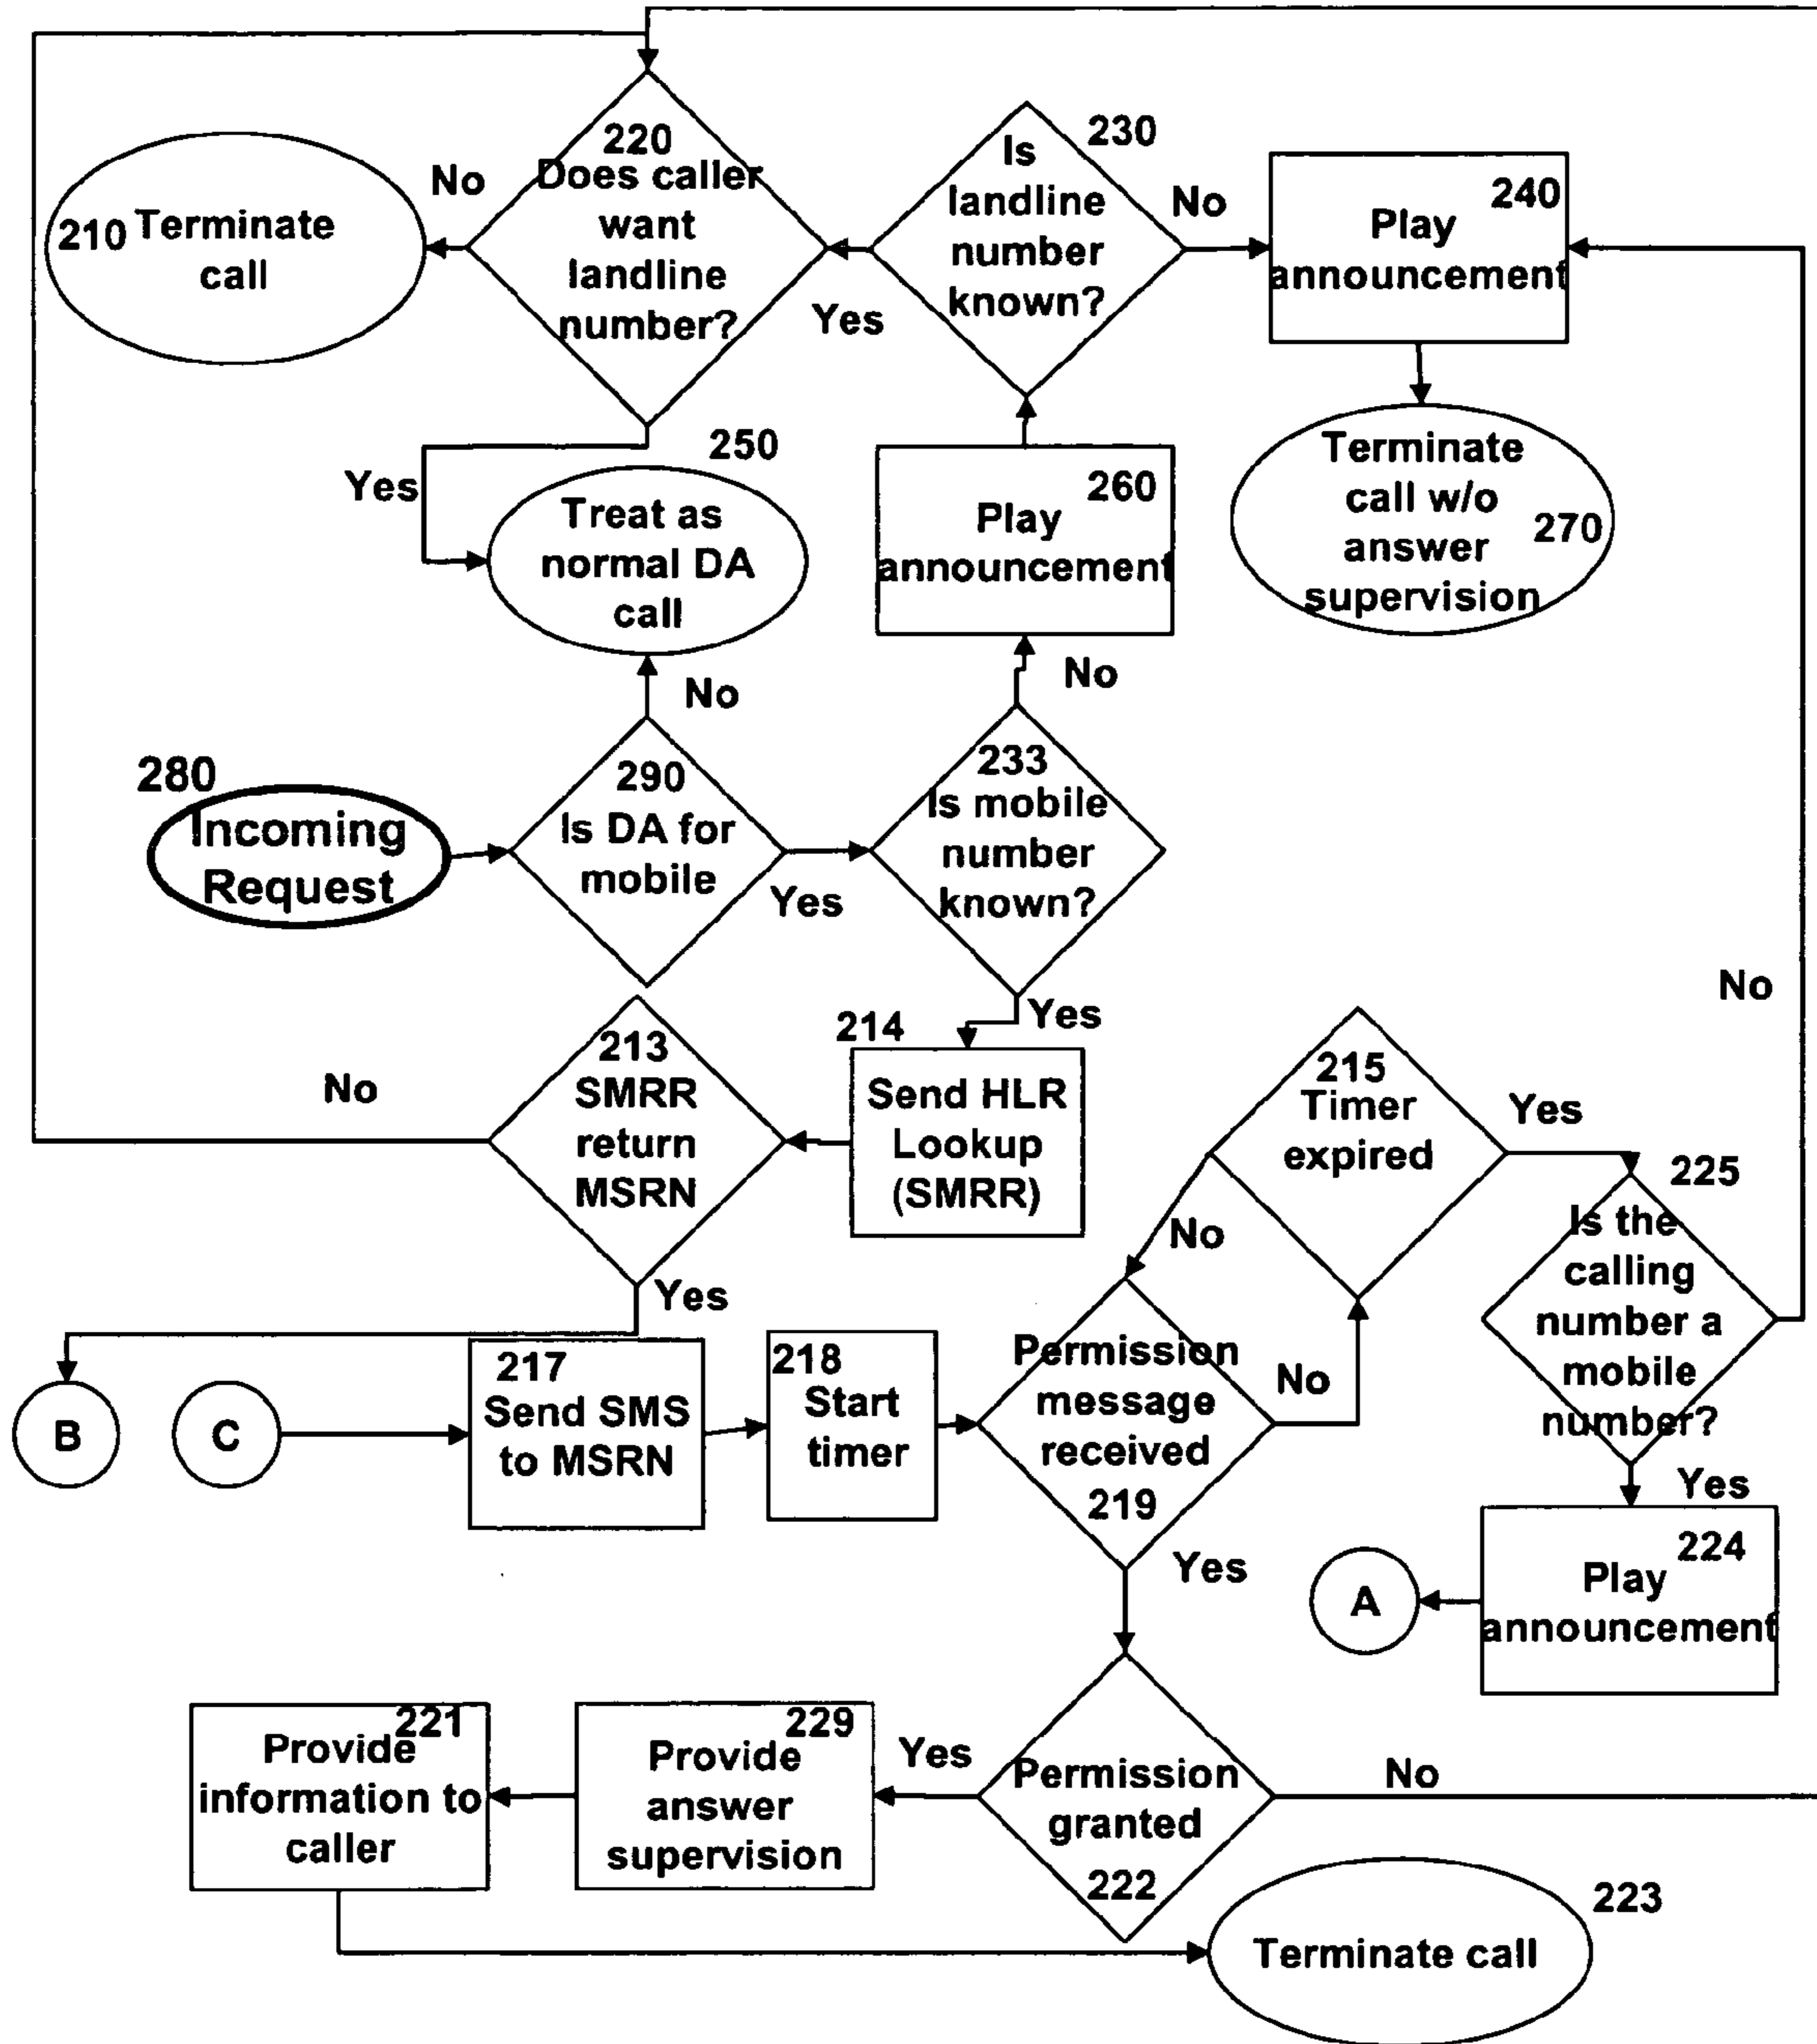 220
Does caller
want
landline
number?
No
210 Terminate
call
Yes
230
Is
landline
number
known?
No
Yes
240
Play
announcement
Terminate
call w/o
answer
supervision
270
250
Treat as
normal DA
call
260
Play
announcement
No
No
280
Incoming
Request
290
Is DA for
mobile
Yes
233
Is mobile
number
known?
Yes
No
214
Send HLR
Lookup
(SMRR)
213
SMRR
return
MSRN
No
Yes
215
Timer
expired
Yes
No
225
Is the
calling
number a
mobile
number?
Yes
B
C
217
Send SMS
to MSRN
218
Start
timer
Permission
message
received
219
No
Yes
224
Play
announcement
A
Permission
granted
222
Yes
No
229
Provide
answer
supervision
221
Provide
information to
caller
223
Terminate call